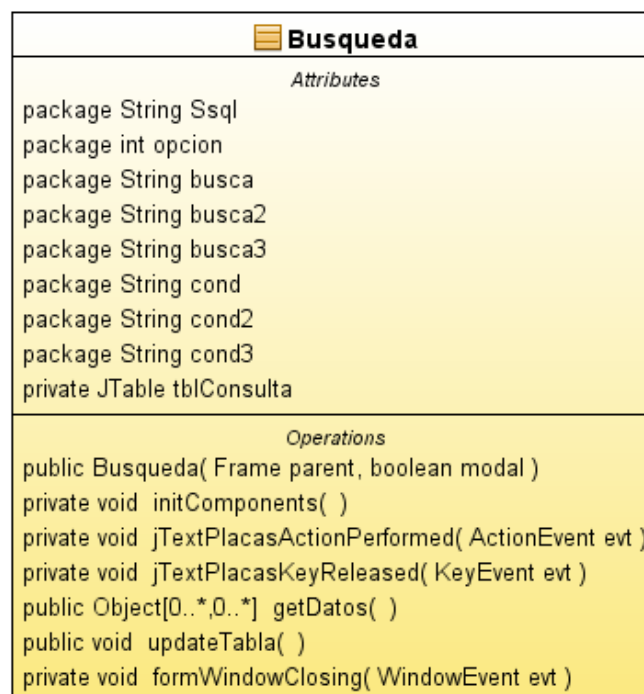 Busqueda
Attributes
package String Ssql
package int opcion
package String busca
package String busca2
package String busca3
package String cond
package String cond2
package String cond3
private JTable tblConsulta
Operations
public Busqueda( Frame parent, boolean modal )
private void  initComponents( )
private void  jTextPlacasActionPerformed( ActionEvent evt )
private void  jTextPlacasKeyReleased( KeyEvent evt )
public Object[0..*,0..*]  getDatos( )
public void  updateTabla( )
private void  formWindowClosing( WindowEvent evt )